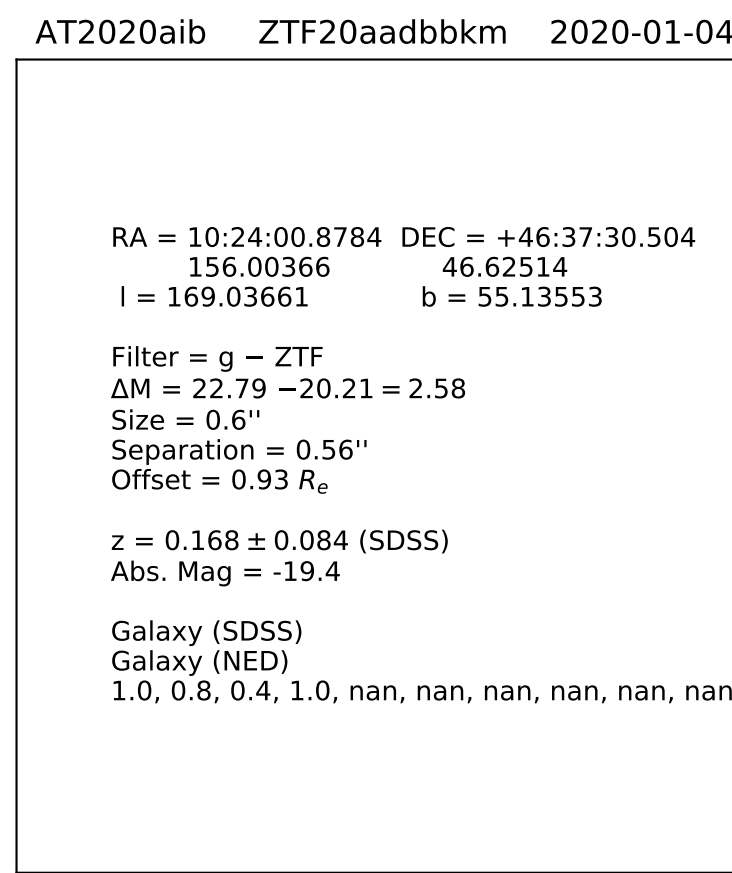 AT2020aib ZTF20aadbbkm 2020-01-04
RA = 10:24:00.8784 DEC = +46:37:30.504
156.00366 46.62514
l = 169.03661 b = 55.13553
Filter = g − ZTF
ΔM = 22.79 −20.21 = 2.58
Size = 0.6''
Separation = 0.56''
Offset = 0.93 Re
z = 0.168 ± 0.084 (SDSS)
Abs. Mag = -19.4
Galaxy (SDSS)
Galaxy (NED)
1.0, 0.8, 0.4, 1.0, nan, nan, nan, nan, nan, nan